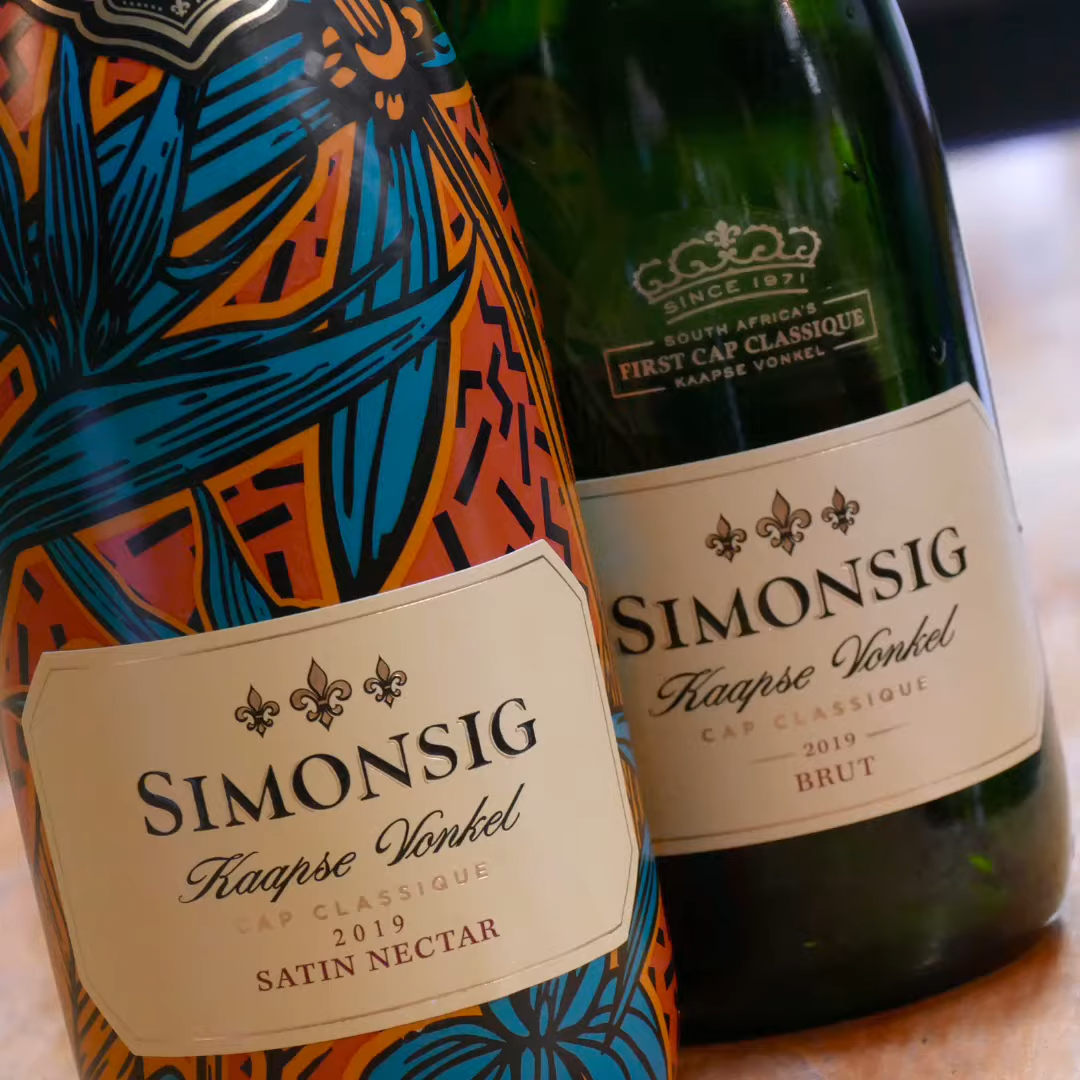 SIMONSIG
Kaapse Vonkel
CAP CLASSIQUE
2019
SATIN NECTAR
SINCE 1971
SOUTH AFRICA'S
FIRST CAP CLASSIQUE
KAAPSE VONKEL
SIMONSIG
Kaapse Vonkel
CAP CLASSIQUE
2019
BRUT